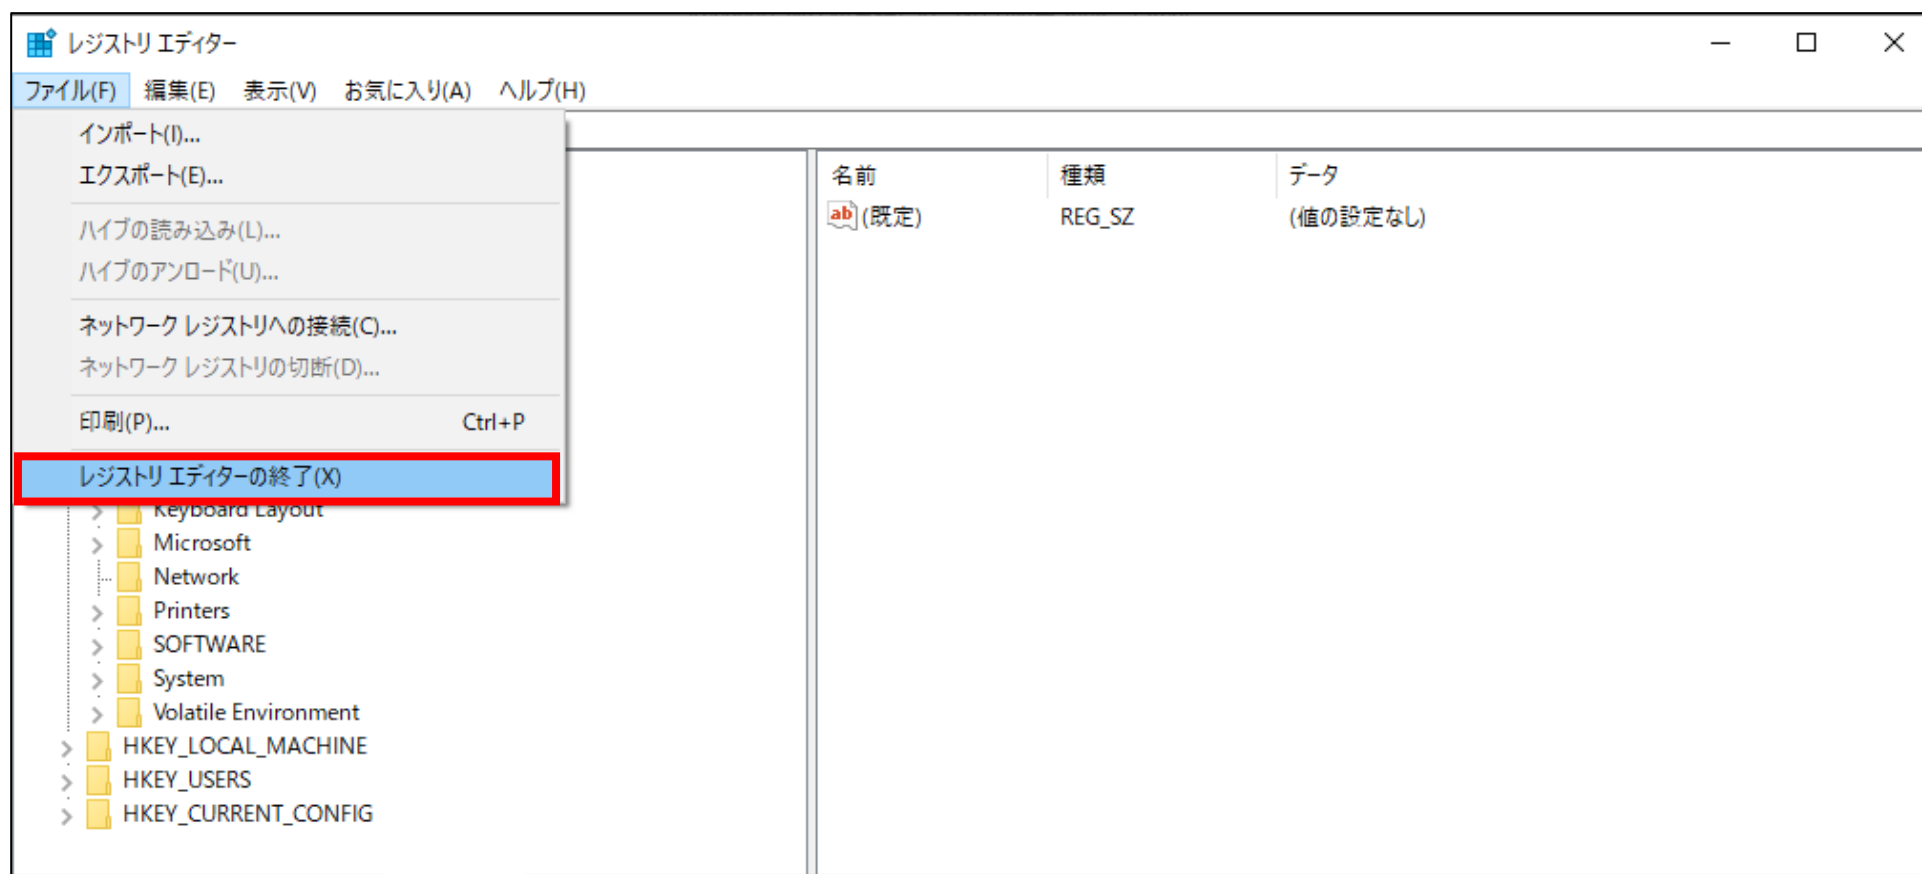 レジストリ エディター
ファイル(F) 編集(E) 表示(V) お気に入り(A) ヘルプ(H)
インポート(I)...
エクスポート(E)...
ハイブの読み込み(L)...
ハイブのアンロード(U)...
ネットワーク レジストリへの接続(C)...
ネットワーク レジストリの切断(D)...
印刷(P)... Ctrl+P
レジストリ エディターの終了(X)
Keyboard Layout
Microsoft
Network
Printers
SOFTWARE
System
Volatile Environment
HKEY_LOCAL_MACHINE
HKEY_USERS
HKEY_CURRENT_CONFIG
名前 種類 データ
ab (既定) REG_SZ (値の設定なし)